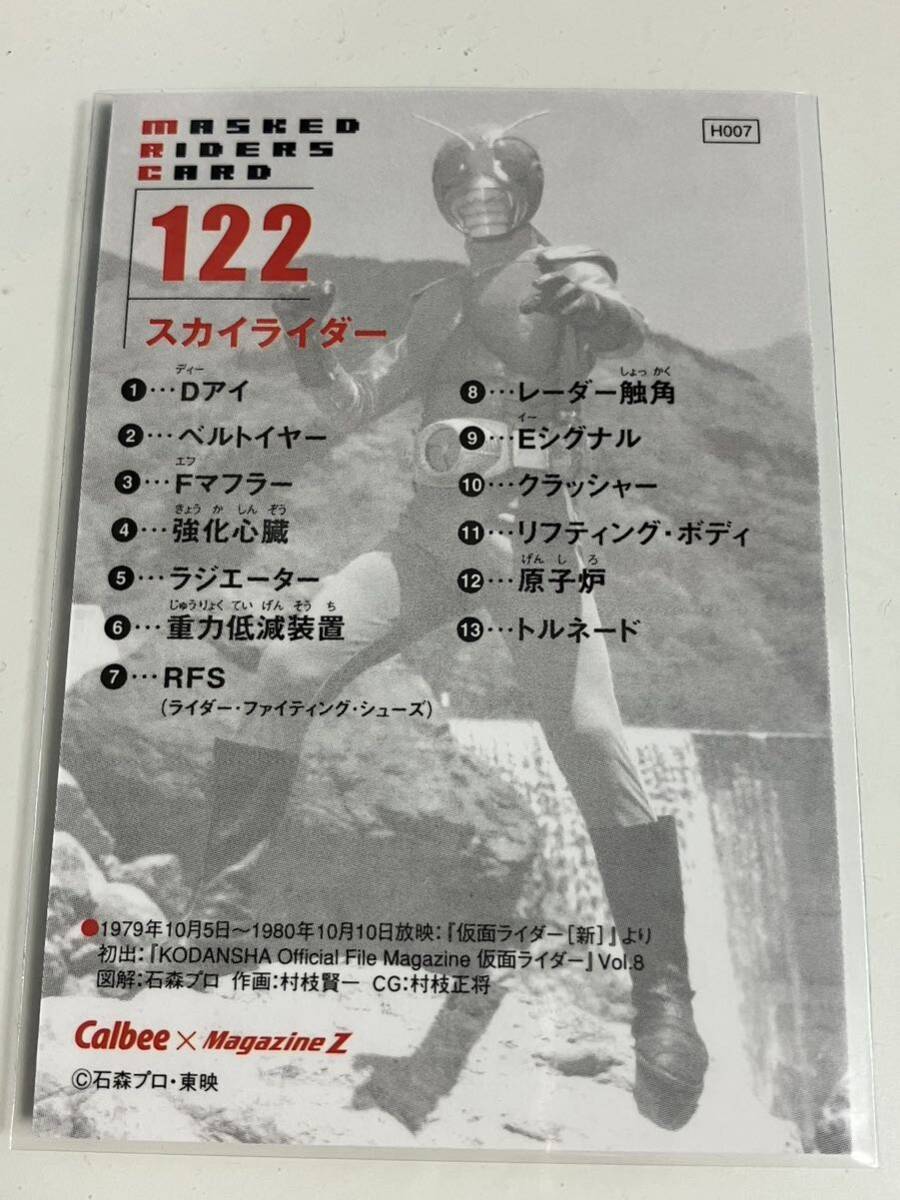 MASKED
RIDERS
CARD
H007
122
スカイライダー
ディー
❶…Dアイ
❷…ベルトイヤー
エフ
❸…Fマフラー
きょう か しん ぞう
❹…強化心臓
❺…ラジエーター
じゅうりょく てい げん そう ち
❻…重力低減装置
❼…RFS
(ライダー・ファイティング・シューズ)
しょっ かく
❽…レーダー触角
イー
❾…Eシグナル
❿…クラッシャー
⓫…リフティング・ボディ
げん し ろ
⓬…原子炉
⓭…トルネード
●1979年10月5日〜1980年10月10日放映：『仮面ライダー［新］』より
初出：『KODANSHA Official File Magazine 仮面ライダー』Vol.8
図解：石森プロ 作画：村枝賢一 CG：村枝正将
Calbee × Magazine Z
©石森プロ・東映